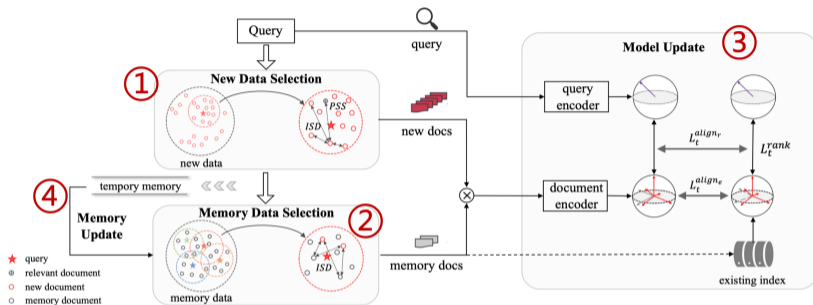 Query
query
Model Update
③
①
New Data Selection
PSS
ISD
new data
new docs
query
encoder
L_t^{align_r}
L_t^{rank}
④
tempory memory
Memory
Update
Memory Data Selection
②
ISD
memory data
memory docs
document
encoder
L_t^{align_e}
existing index
query
relevant document
new document
memory document